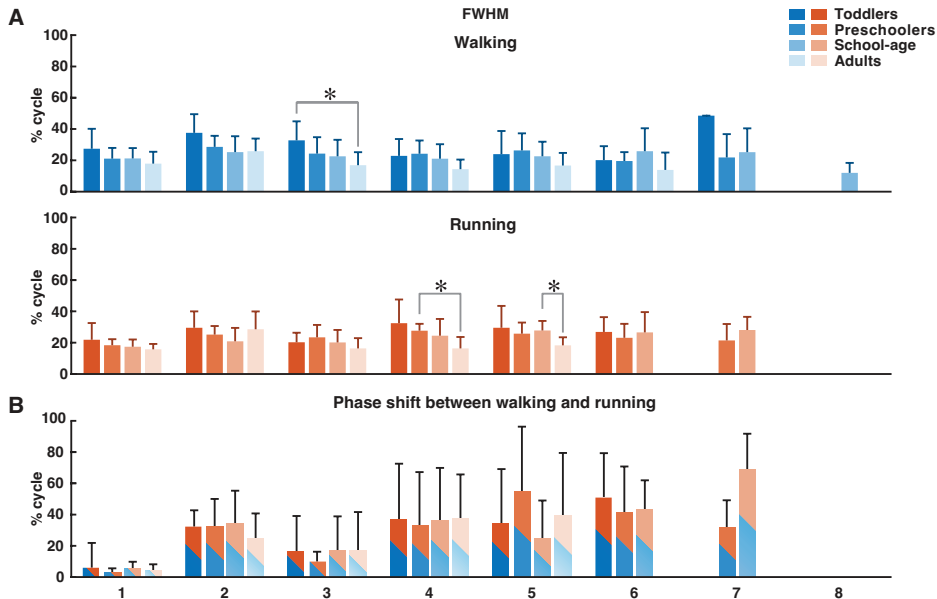 A
FWHM
Toddlers
Preschoolers
School-age
Adults
Walking
100
80
60
40
20
0
% cycle
*
Running
100
80
60
40
20
0
% cycle
*
*
B
Phase shift between walking and running
100
80
60
40
20
0
% cycle
1 2 3 4 5 6 7 8